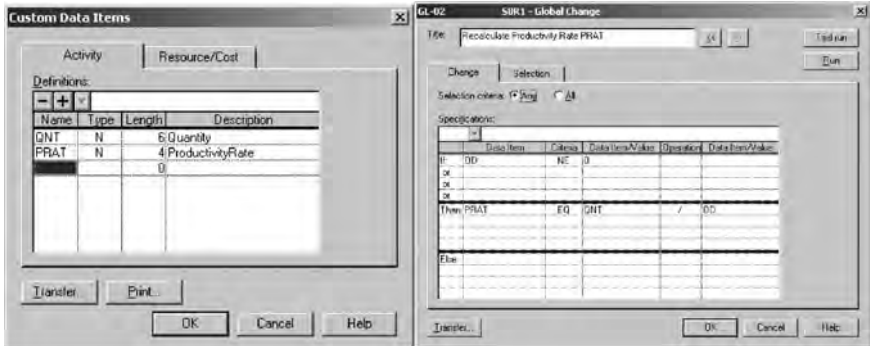 Custom Data Items
Activity
Resource/Cost
Definitions:
Name Type Length Description
QNT N 6 Quantity
PRAT N 4 ProductivityRate
0
Transfer...
Print...
OK
Cancel
Help
GL-02 SUR1 - Global Change
Title: Recalculate Productivity Rate PRAT
<<
Test run
Run
Change
Selection
Selection criteria: Any All
Specifications:
Data Item Criteria Data Item/Value Operation Data Item/Value
If OD NE 0
or
or
or
Then PRAT EQ QNT / OD
Else
Transfer...
OK
Cancel
Help